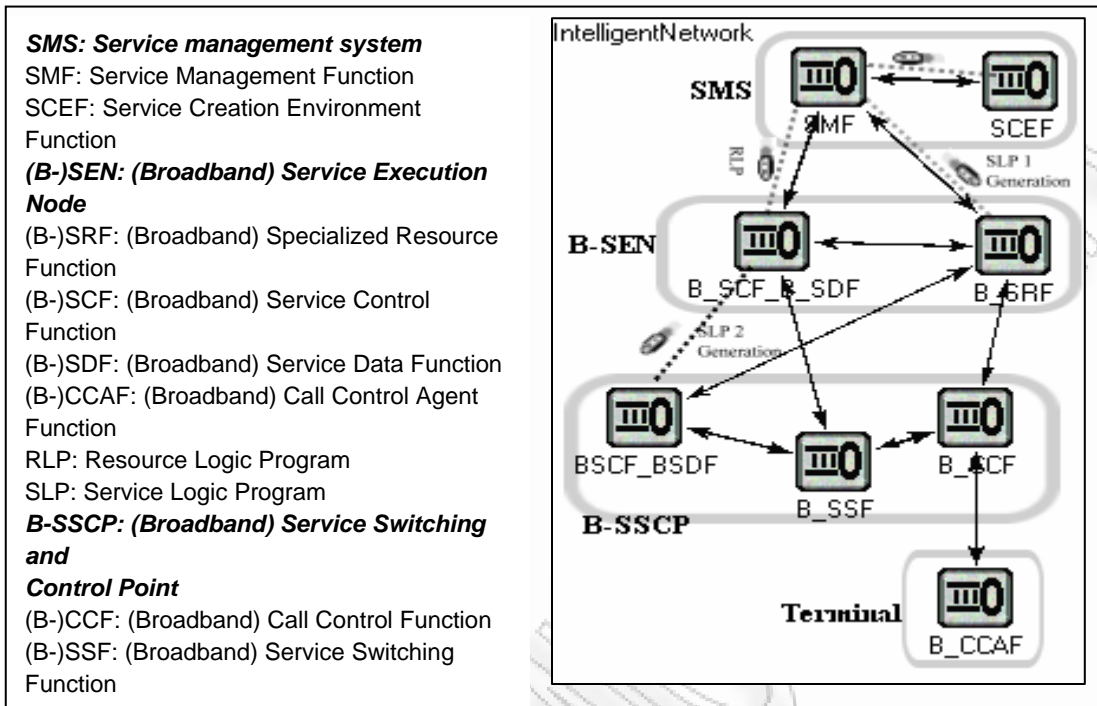 SMS: Service management system
SMF: Service Management Function
SCEF: Service Creation Environment
Function
(B-)SEN: (Broadband) Service Execution
Node
(B-)SRF: (Broadband) Specialized Resource
Function
(B-)SCF: (Broadband) Service Control
Function
(B-)SDF: (Broadband) Service Data Function
(B-)CCAF: (Broadband) Call Control Agent
Function
RLP: Resource Logic Program
SLP: Service Logic Program
B-SSCP: (Broadband) Service Switching
and
Control Point
(B-)CCF: (Broadband) Call Control Function
(B-)SSF: (Broadband) Service Switching
Function
IntelligentNetwork
SMS
SMF
SCEF
RLP
SLP 1
Generation
B-SEN
B_SCF_B_SDF
B_SRF
SLP 2
Generation
BSCF_BSDF
B_SSF
B_CCF
B-SSCP
Terminal
B_CCAF